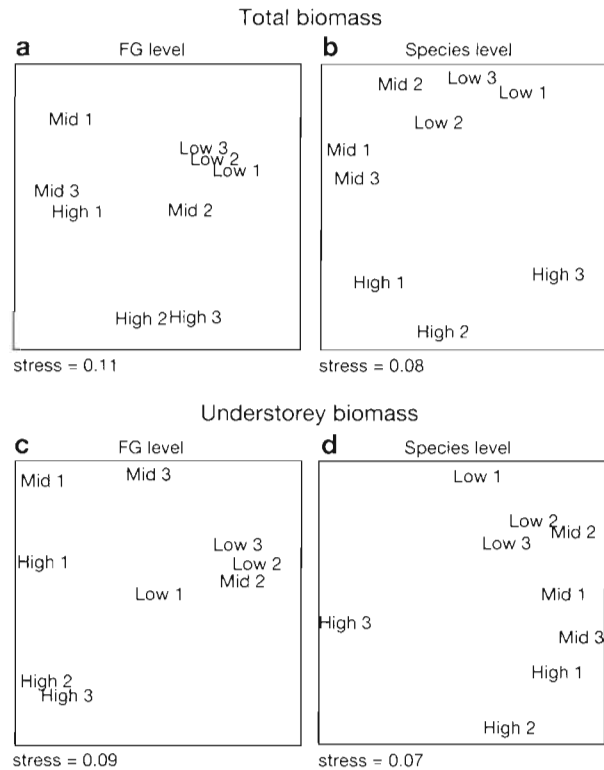 Total biomass
a FG level
Mid 1
Low 3
Low 2
Low 1
Mid 3
High 1
Mid 2
High 2 High 3
stress = 0.11
b Species level
Mid 2
Low 3
Low 1
Low 2
Mid 1
Mid 3
High 1
High 3
High 2
stress = 0.08
Understorey biomass
c FG level
Mid 1
Mid 3
High 1
Low 3
Low 2
Mid 2
Low 1
High 2
High 3
stress = 0.09
d Species level
Low 1
Low 2
Mid 2
Low 3
Mid 1
High 3
Mid 3
High 1
High 2
stress = 0.07